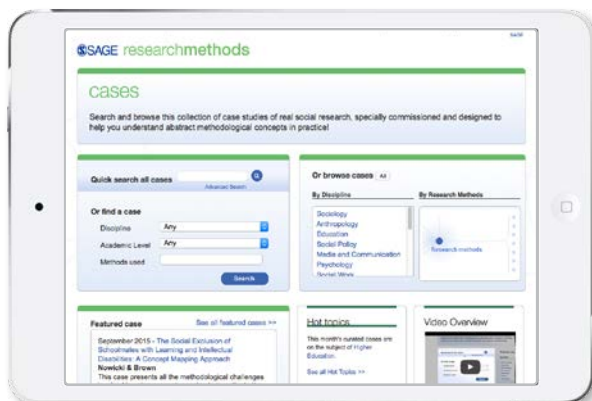 SAGE
SSAGE researchmethods
cases
Search and browse this collection of case studies of real social research, specially commissioned and designed to
help you understand abstract methodological concepts in practice!
Quick search all cases
Advanced Search
Or find a case
Discipline Any
Academic Level Any
Methods used
Search
Or browse cases All
By Discipline
Sociology
Anthropology
Education
Social Policy
Media and Communication
Psychology
Social Work
By Research Methods
Research methods
Featured case See all featured cases >>
September 2015 - The Social Exclusion of
Schoolmates with Learning and Intellectual
Disabilities: A Concept Mapping Approach
Nowicki & Brown
This case presents all the methodological challenges
Hot topics
This month's curated cases are
on the subject of Higher
Education.
See all Hot Topics >>
Video Overview